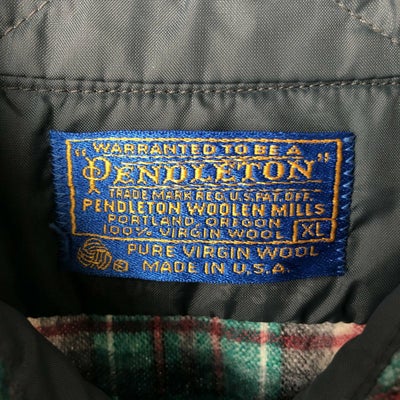 WARRANTED TO BE A
"PENDLETON"
TRADE MARK REG. U.S. PAT. OFF.
PENDLETON WOOLEN MILLS
PORTLAND, OREGON
100% VIRGIN WOOL XL
PURE VIRGIN WOOL
MADE IN U.S.A.